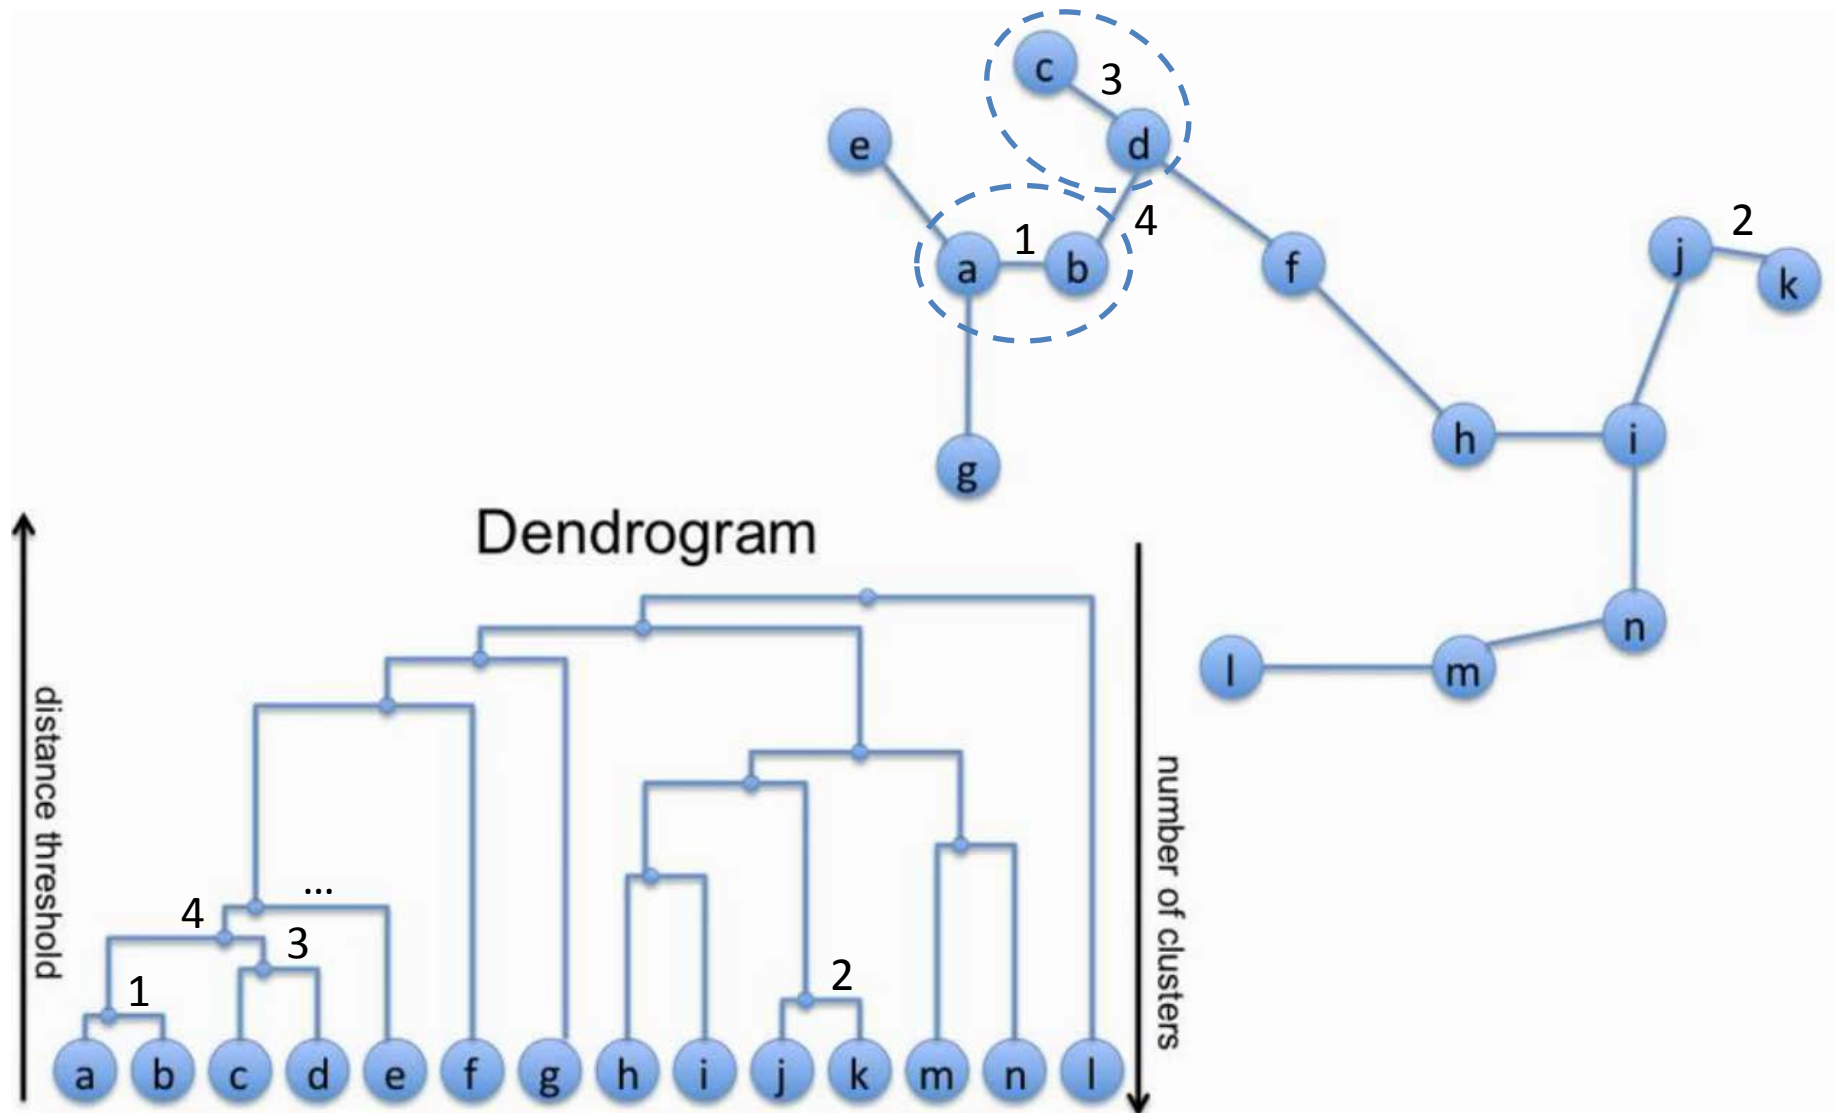 c
3
d
e
4
1
a
b
f
j
2
k
h
i
g
n
l
m
Dendrogram
distance threshold
number of clusters
4
...
3
1
2
a b c d e f g h i j k m n l